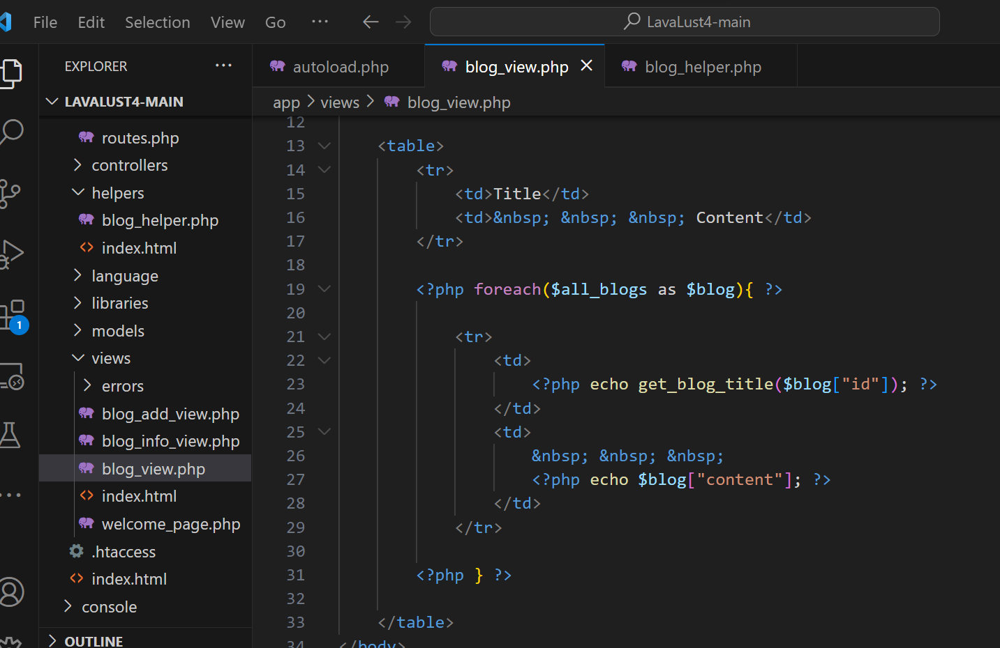 File Edit Selection View Go ··· LavaLust4-main
EXPLORER ···
LAVALUST4-MAIN
routes.php
controllers
helpers
blog_helper.php
index.html
language
libraries
models
views
errors
blog_add_view.php
blog_info_view.php
blog_view.php
index.html
welcome_page.php
.htaccess
index.html
console
OUTLINE
1
autoload.php blog_view.php blog_helper.php
app > views > blog_view.php
12
13 <table>
14 <tr>
15 <td>Title</td>
16 <td>&nbsp; &nbsp; &nbsp; Content</td>
17 </tr>
18
19 <?php foreach($all_blogs as $blog){ ?>
20
21 <tr>
22 <td>
23 <?php echo get_blog_title($blog["id"]); ?>
24 </td>
25 <td>
26 &nbsp; &nbsp; &nbsp;
27 <?php echo $blog["content"]; ?>
28 </td>
29 </tr>
30
31 <?php } ?>
32
33 </table>
34 </body>